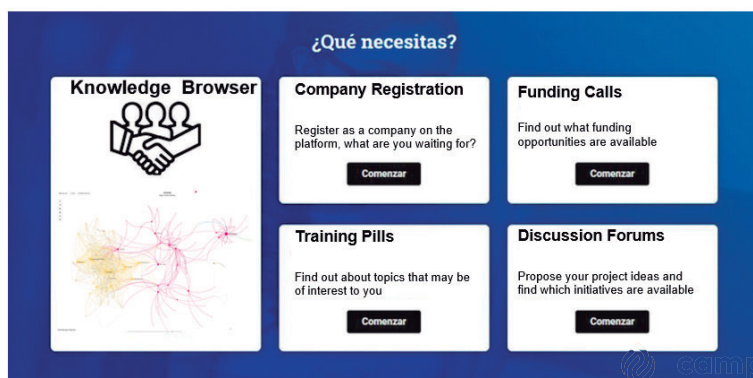 ¿Qué necesitas?
Knowledge Browser
Company Registration
Register as a company on the
platform, what are you waiting for?
Comenzar
Funding Calls
Find out what funding
opportunities are available
Comenzar
Training Pills
Find out about topics that may be
of interest to you
Comenzar
Discussion Forums
Propose your project ideas and
find which initiatives are available
Comenzar
camp